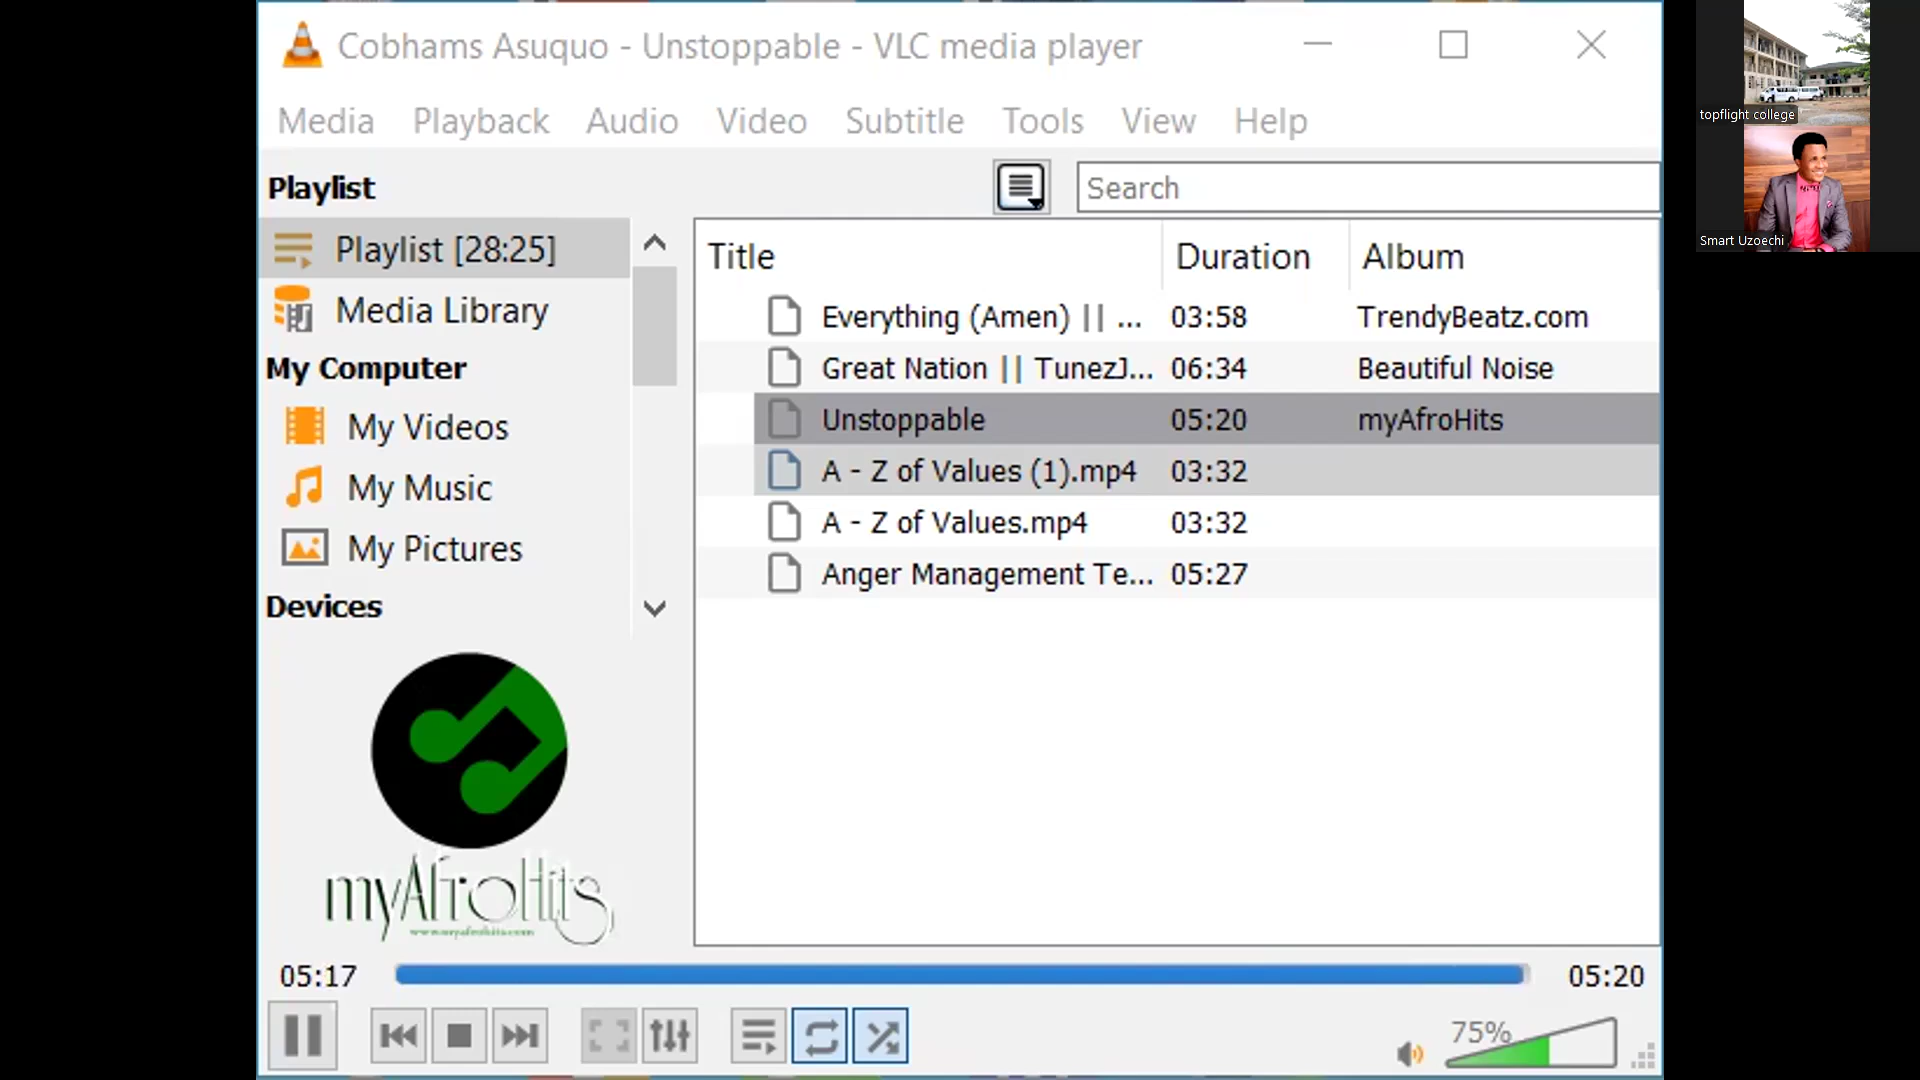 Cobhams Asuquo - Unstoppable - VLC media player
Media Playback Audio Video Subtitle Tools View Help
Playlist
Search
Playlist [28:25]
Media Library
My Computer
My Videos
My Music
My Pictures
Devices
Title Duration Album
Everything (Amen) || ... 03:58 TrendyBeatz.com
Great Nation || TunezJ... 06:34 Beautiful Noise
Unstoppable 05:20 myAfroHits
A - Z of Values (1).mp4 03:32
A - Z of Values.mp4 03:32
Anger Management Te... 05:27
myAfroHits
www.myafrohits.com
05:17 05:20
75%
topflight college
Smart Uzoechi